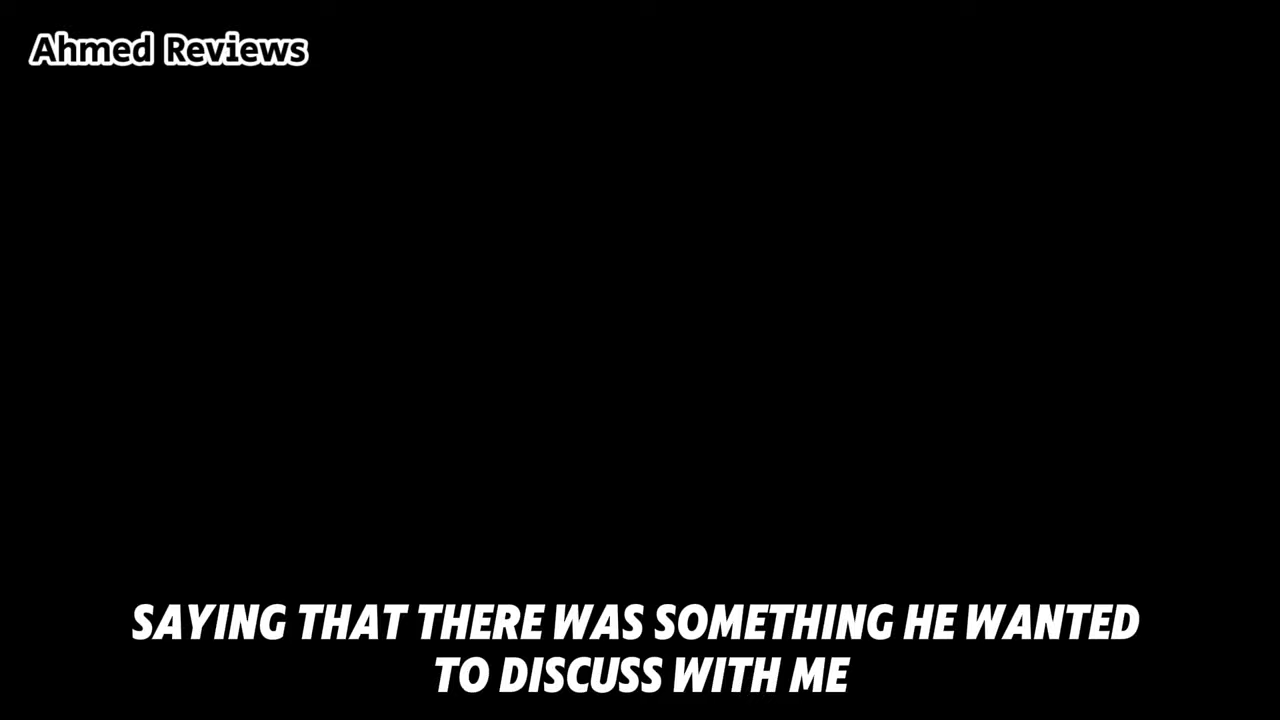 Ahmed Reviews
SAYING THAT THERE WAS SOMETHING HE WANTED
TO DISCUSS WITH ME